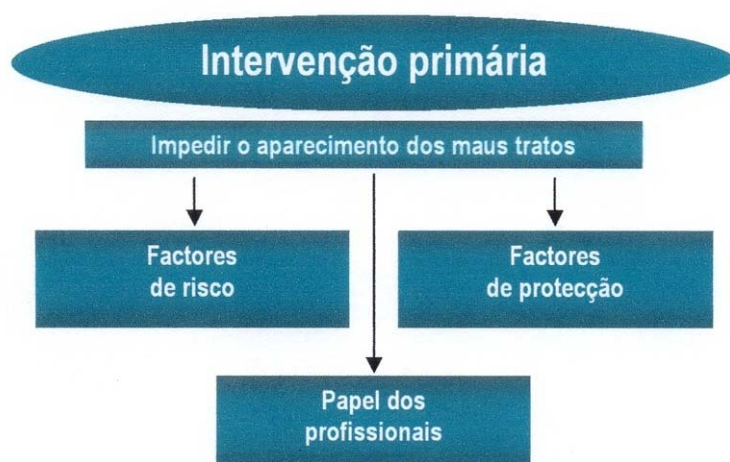 Intervenção primária
Impedir o aparecimento dos maus tratos
Factores
de risco
Factores
de protecção
Papel dos
profissionais